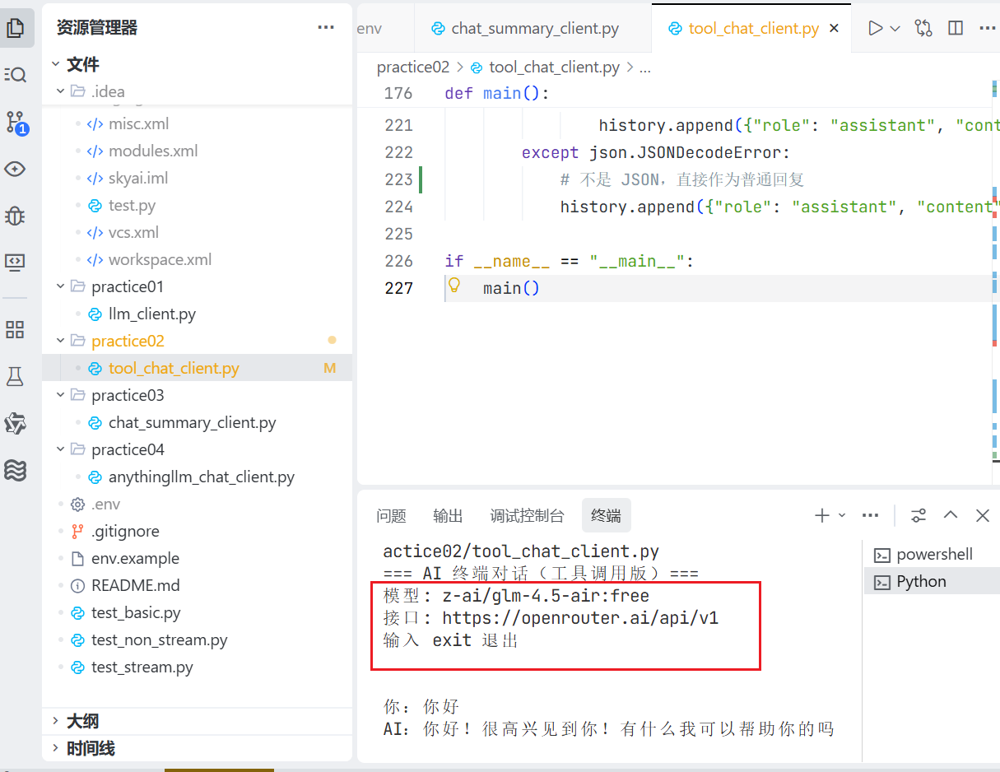 资源管理器
文件
.idea
misc.xml
modules.xml
skyai.iml
test.py
vcs.xml
workspace.xml
practice01
llm_client.py
practice02
tool_chat_client.py M
practice03
chat_summary_client.py
practice04
anythingllm_chat_client.py
.env
.gitignore
env.example
README.md
test_basic.py
test_non_stream.py
test_stream.py
大纲
时间线
1
env chat_summary_client.py tool_chat_client.py
practice02 > tool_chat_client.py > ...
176 def main():
221 history.append({"role": "assistant", "cont
222 except json.JSONDecodeError:
223 # 不是 JSON，直接作为普通回复
224 history.append({"role": "assistant", "content"
225
226 if __name__ == "__main__":
227 main()
问题 输出 调试控制台 终端
actice02/tool_chat_client.py
=== AI 终端对话（工具调用版）===
模型: z-ai/glm-4.5-air:free
接口: https://openrouter.ai/api/v1
输入 exit 退出
你: 你好
AI: 你好！很高兴见到你！有什么我可以帮助你的吗
powershell
Python